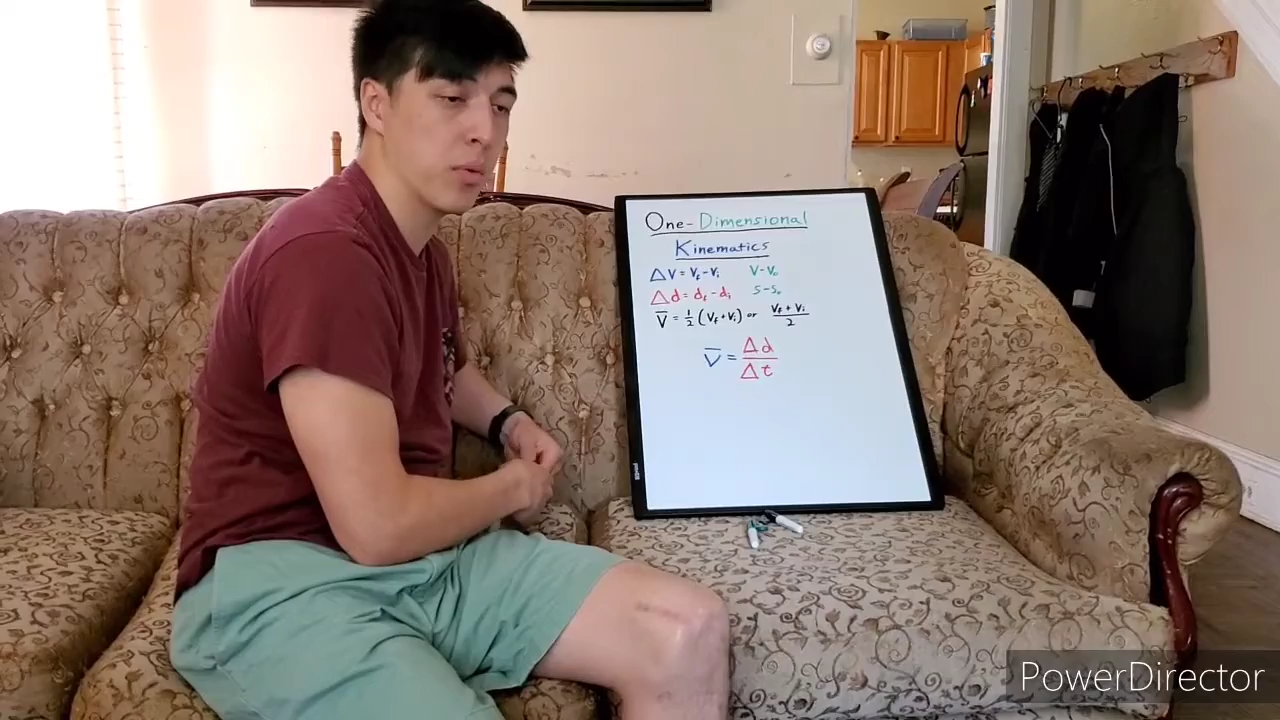 One-Dimensional
Kinematics
ΔV = Vf - Vi    V - V₀
Δd = df - di    S - S₀
V̅ = ½ (Vf + Vi) or (Vf + Vi)/2
V̅ = Δd/Δt
PowerDirector